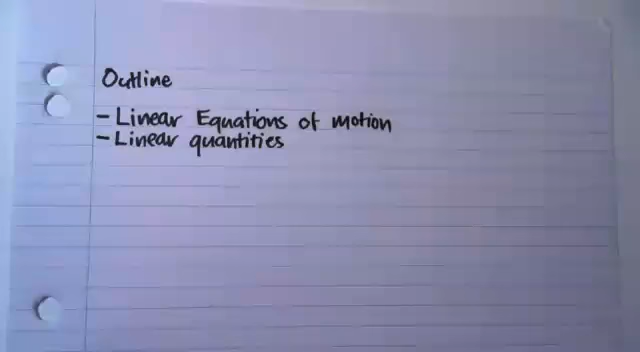 Outline
- Linear Equations of motion
- Linear quantities